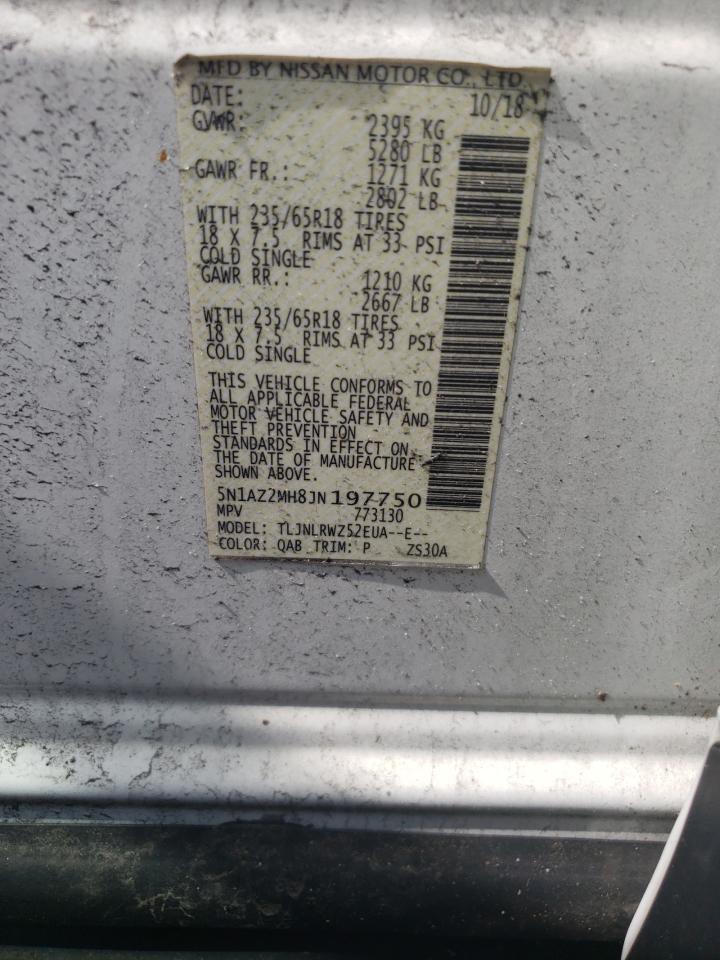 MFD BY NISSAN MOTOR CO., LTD.
DATE: 10/18
GVWR: 2395 KG
5280 LB
GAWR FR.: 1271 KG
2802 LB
WITH 235/65R18 TIRES
18 X 7.5 RIMS AT 33 PSI
COLD SINGLE
GAWR RR.: 1210 KG
2667 LB
WITH 235/65R18 TIRES
18 X 7.5 RIMS AT 33 PSI
COLD SINGLE
THIS VEHICLE CONFORMS TO
ALL APPLICABLE FEDERAL
MOTOR VEHICLE SAFETY AND
THEFT PREVENTION
STANDARDS IN EFFECT ON
THE DATE OF MANUFACTURE
SHOWN ABOVE.
5N1AZ2MH8JN197750
MPV 773130
MODEL: TLJNLRWZ52EUA--E--
COLOR: QAB TRIM: P ZS30A